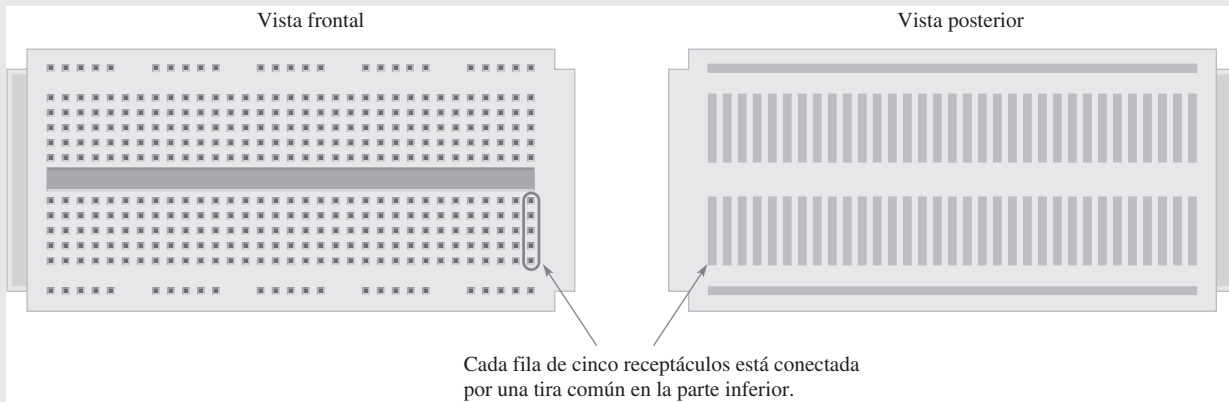 Vista frontal
Vista posterior
Cada fila de cinco receptáculos está conectada
por una tira común en la parte inferior.